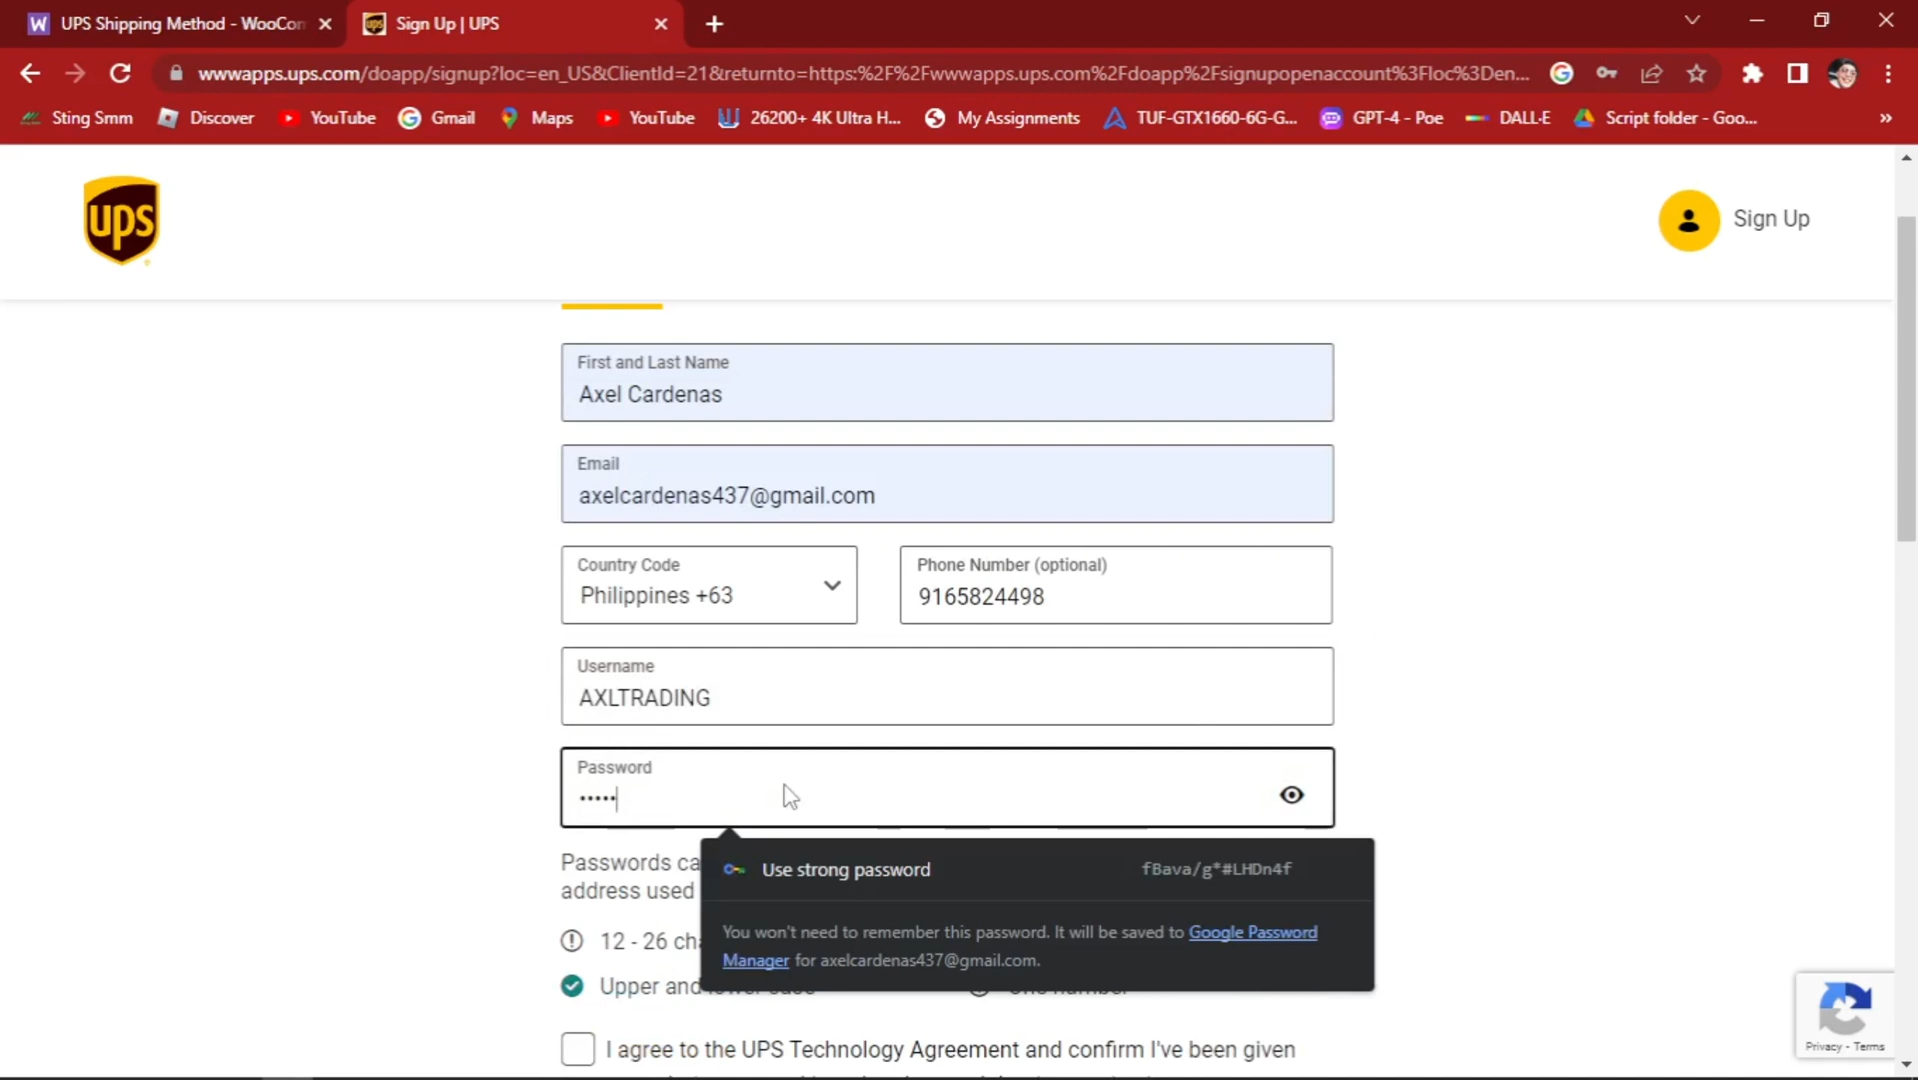 UPS Shipping Method - WooCom
Sign Up | UPS
wwwapps.ups.com/doapp/signup?loc=en_US&ClientId=21&returnto=https:%2F%2Fwwwapps.ups.com%2Fdoapp%2Fsignupopenaccount%3Floc%3Den...
Sting Smm Discover YouTube Gmail Maps YouTube 26200+ 4K Ultra H... My Assignments TUF-GTX1660-6G-G... GPT-4 - Poe DALL·E Script folder - Goo... »
ups
Sign Up
First and Last Name
Axel Cardenas
Email
axelcardenas437@gmail.com
Country Code
Philippines +63
Phone Number (optional)
9165824498
Username
AXLTRADING
Password
•••••
Passwords ca
address used
Use strong password fBava/g*#LHDn4f
You won't need to remember this password. It will be saved to Google Password
Manager for axelcardenas437@gmail.com.
12 - 26 cha
Upper and
I agree to the UPS Technology Agreement and confirm I've been given
Privacy - Terms